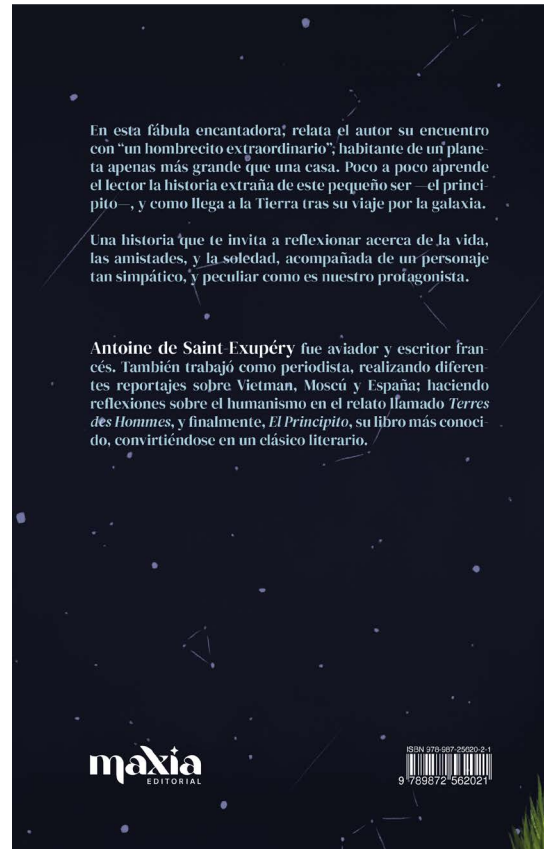 En esta fábula encantadora, relata el autor su encuentro
con “un hombrecito extraordinario”; habitante de un plane-
ta apenas más grande que una casa. Poco a poco aprende
el lector la historia extraña de este pequeño ser —el princi-
pito—, y como llega a la Tierra tras su viaje por la galaxia.
Una historia que te invita a reflexionar acerca de la vida,
las amistades, y la soledad, acompañada de un personaje
tan simpático, y peculiar como es nuestro protagonista.
Antoine de Saint-Exupéry fue aviador y escritor fran-
cés. También trabajó como periodista, realizando diferen-
tes reportajes sobre Vietman, Moscú y España; haciendo
reflexiones sobre el humanismo en el relato llamado Terres
des Hommes, y finalmente, El Principito, su libro más conoci-
do, convirtiéndose en un clásico literario.
maxia
EDITORIAL
ISBN 978-987-25620-2-1
9 789872 562021